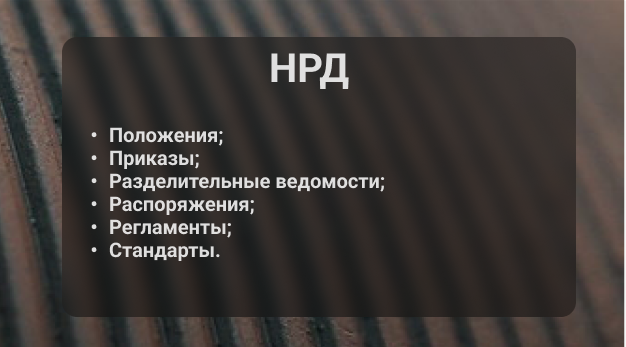 НРД
• Положения;
• Приказы;
• Разделительные ведомости;
• Распоряжения;
• Регламенты;
• Стандарты.